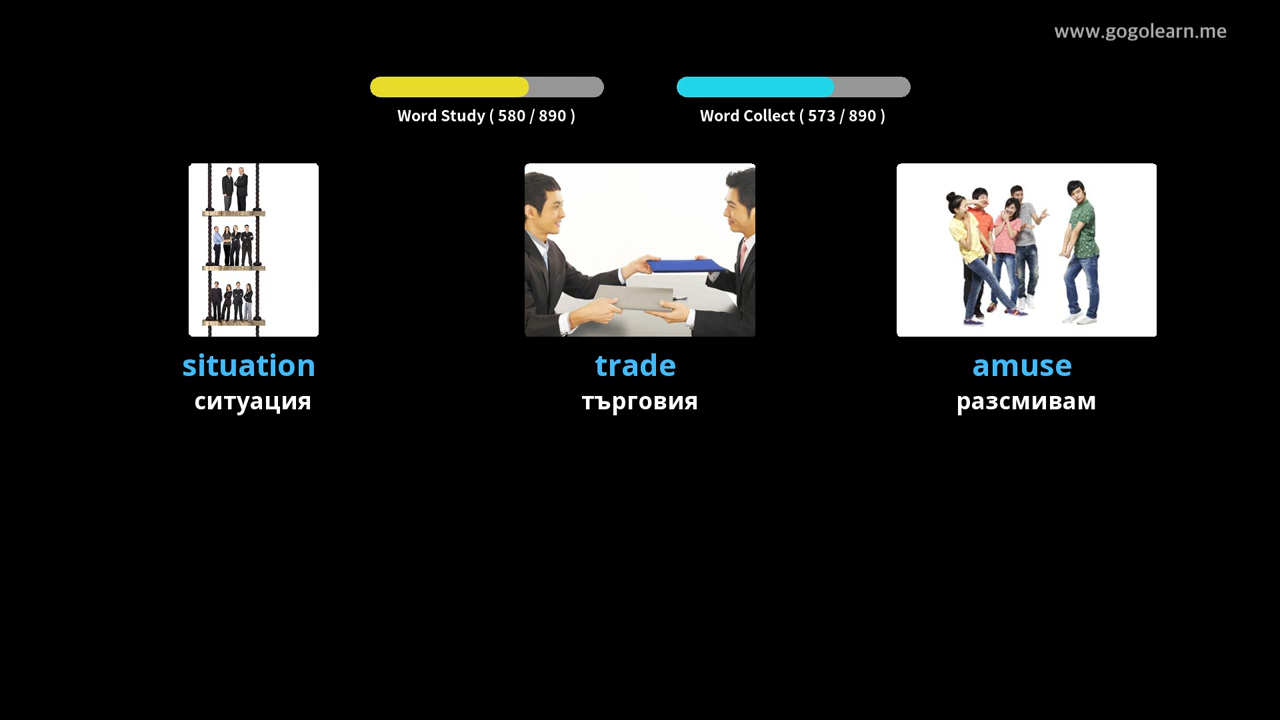 www.gogolearn.me
Word Study ( 580 / 890 )
Word Collect ( 573 / 890 )
situation
ситуация
trade
търговия
amuse
разсмивам